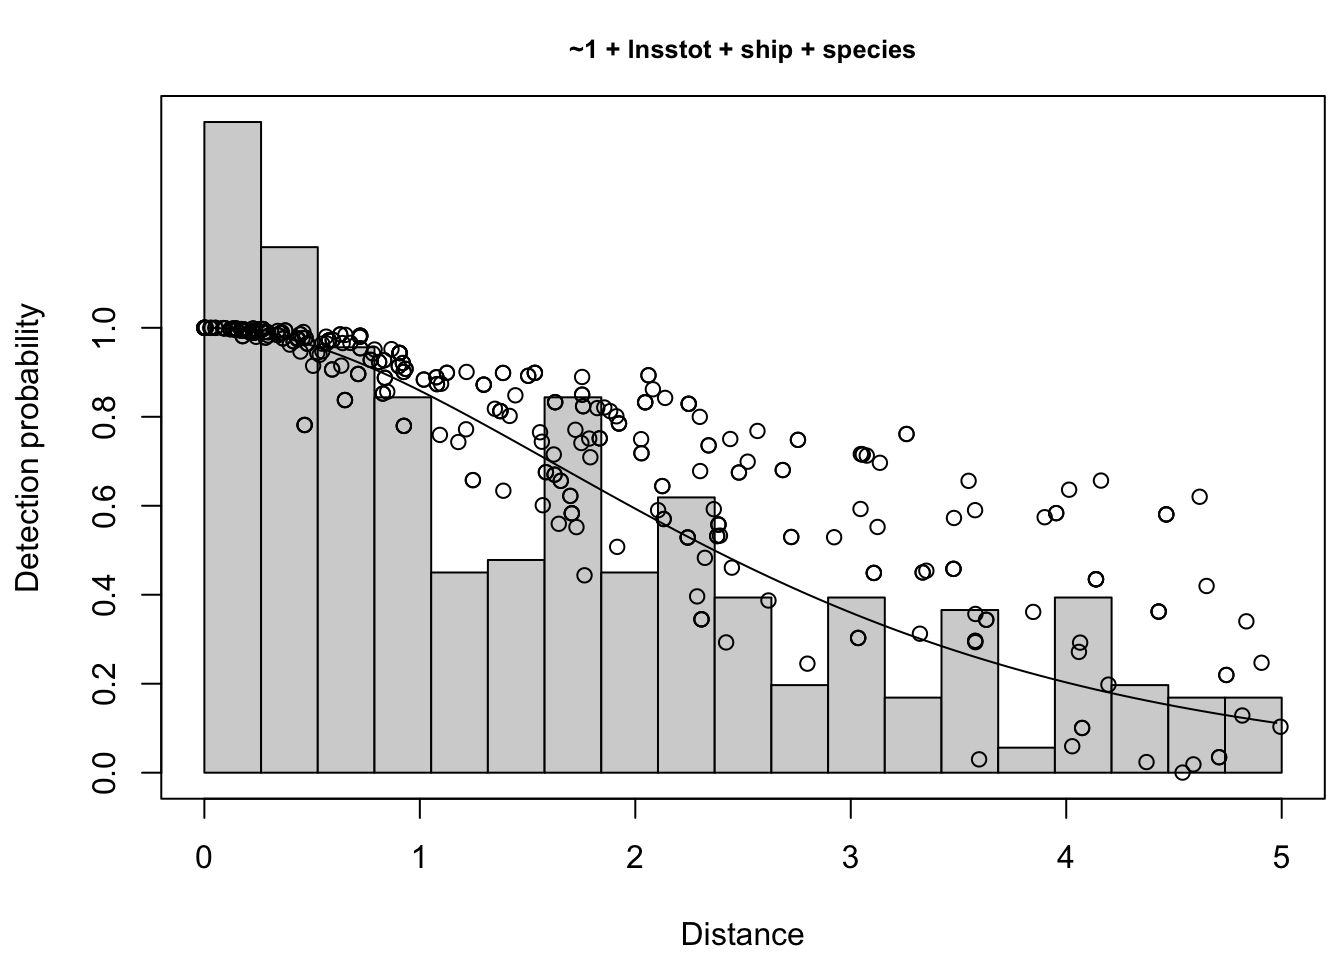 ~1 + lnsstot + ship + species
Detection probability
1.0
0.8
0.6
0.4
0.2
0.0
0 1 2 3 4 5
Distance